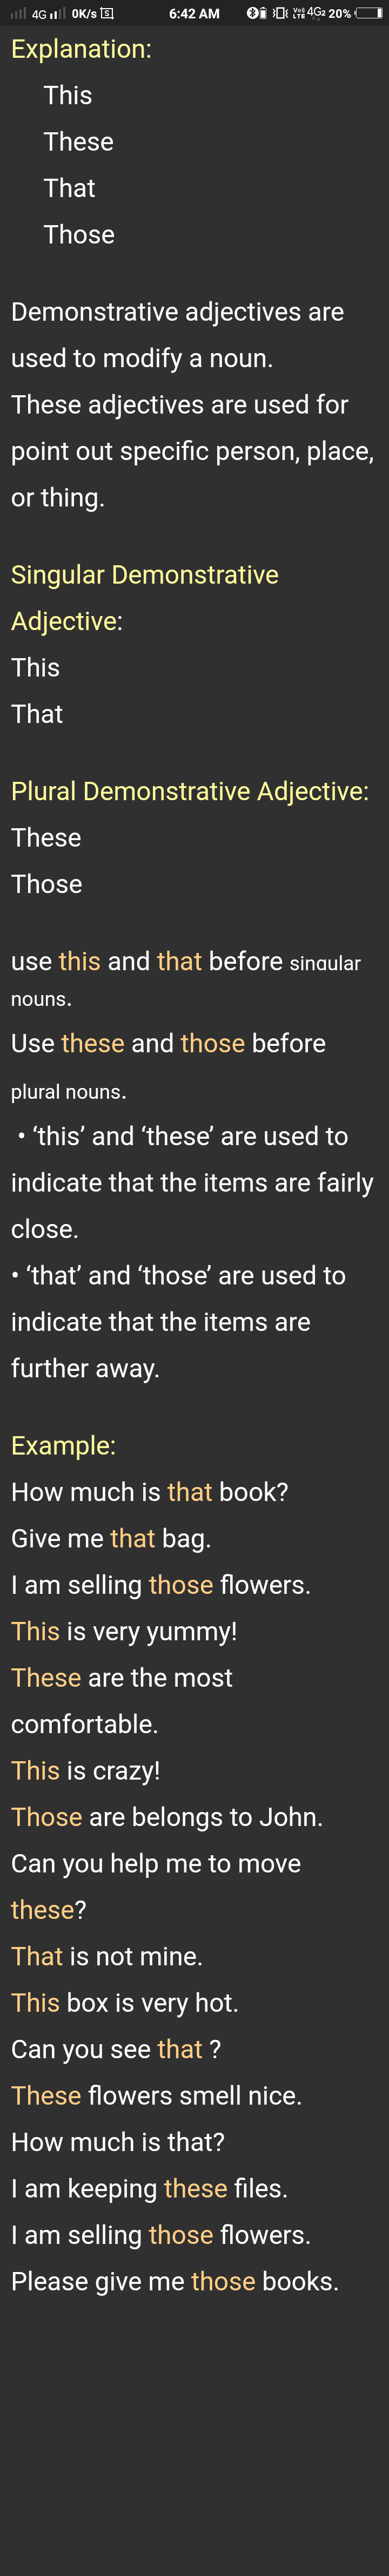 4G 0K/s S 6:42 AM VoI) LTE 4G2 20%
Explanation:
This
These
That
Those
Demonstrative adjectives are
used to modify a noun.
These adjectives are used for
point out specific person, place,
or thing.
Singular Demonstrative
Adjective:
This
That
Plural Demonstrative Adjective:
These
Those
use this and that before singular
nouns.
Use these and those before
plural nouns.
• ‘this’ and ‘these’ are used to
indicate that the items are fairly
close.
• ‘that’ and ‘those’ are used to
indicate that the items are
further away.
Example:
How much is that book?
Give me that bag.
I am selling those flowers.
This is very yummy!
These are the most
comfortable.
This is crazy!
Those are belongs to John.
Can you help me to move
these?
That is not mine.
This box is very hot.
Can you see that ?
These flowers smell nice.
How much is that?
I am keeping these files.
I am selling those flowers.
Please give me those books.